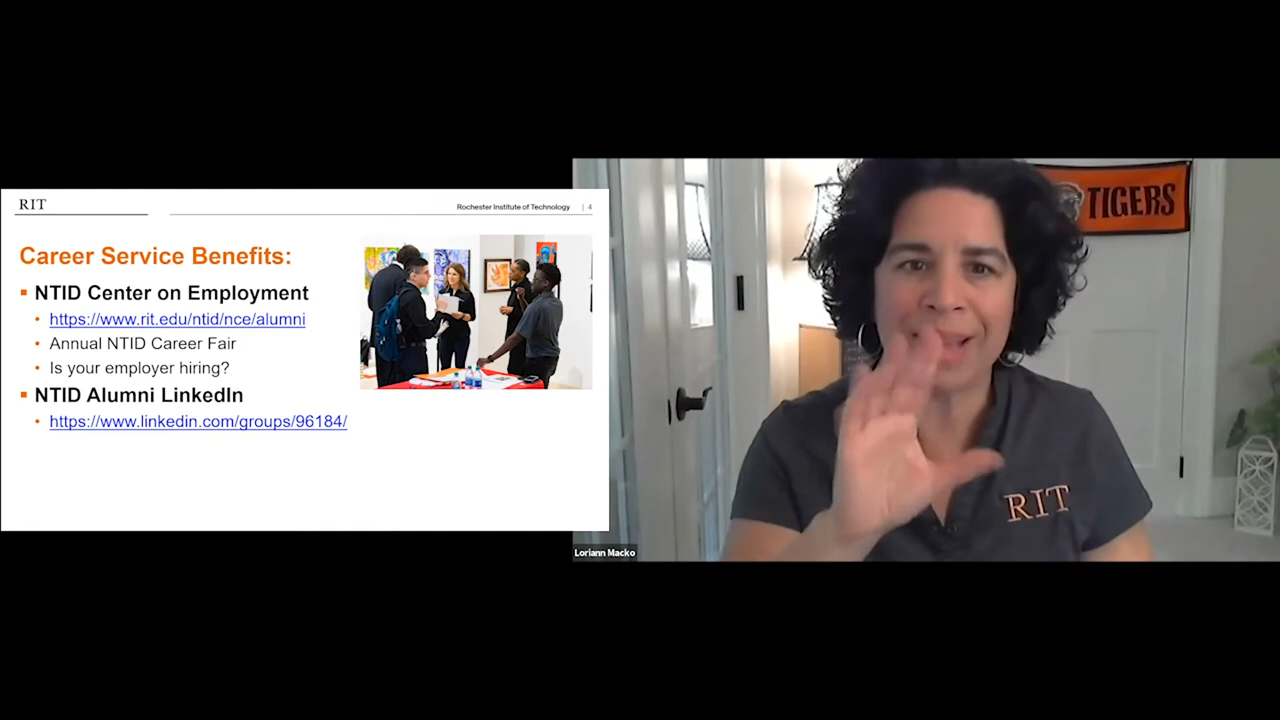 RIT
Rochester Institute of Technology | 4
Career Service Benefits:
NTID Center on Employment
https://www.rit.edu/ntid/nce/alumni
Annual NTID Career Fair
Is your employer hiring?
NTID Alumni LinkedIn
https://www.linkedin.com/groups/96184/
TIGERS
RIT
Loriann Macko